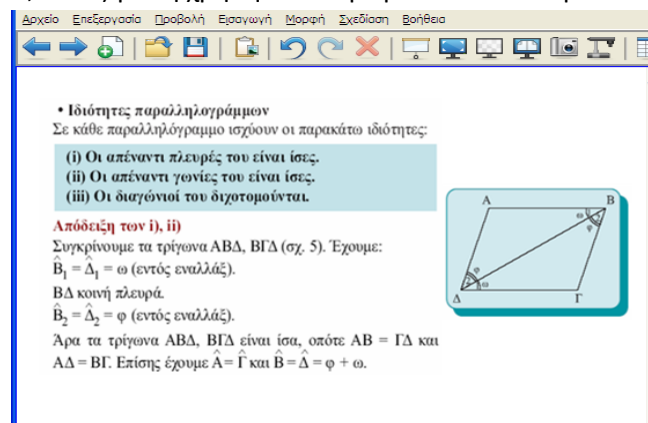 Αρχείο Επεξεργασία Προβολή Εισαγωγή Μορφή Σχεδίαση Βοήθεια
• Ιδιότητες παραλληλογράμμων
Σε κάθε παραλληλόγραμμο ισχύουν οι παρακάτω ιδιότητες:
(i) Οι απέναντι πλευρές του είναι ίσες.
(ii) Οι απέναντι γωνίες του είναι ίσες.
(iii) Οι διαγώνιοί του διχοτομούνται.
Απόδειξη των i), ii)
Συγκρίνουμε τα τρίγωνα ΑΒΔ, ΒΓΔ (σχ. 5). Έχουμε:
B̂₁ = Δ̂₁ = ω (εντός εναλλάξ).
ΒΔ κοινή πλευρά.
B̂₂ = Δ̂₂ = φ (εντός εναλλάξ).
Άρα τα τρίγωνα ΑΒΔ, ΒΓΔ είναι ίσα, οπότε ΑΒ = ΓΔ και
ΑΔ = ΒΓ. Επίσης έχουμε Â = Γ̂ και B̂ = Δ̂ = φ + ω.
Α Β
ω
φ
φ
ω
Δ Γ